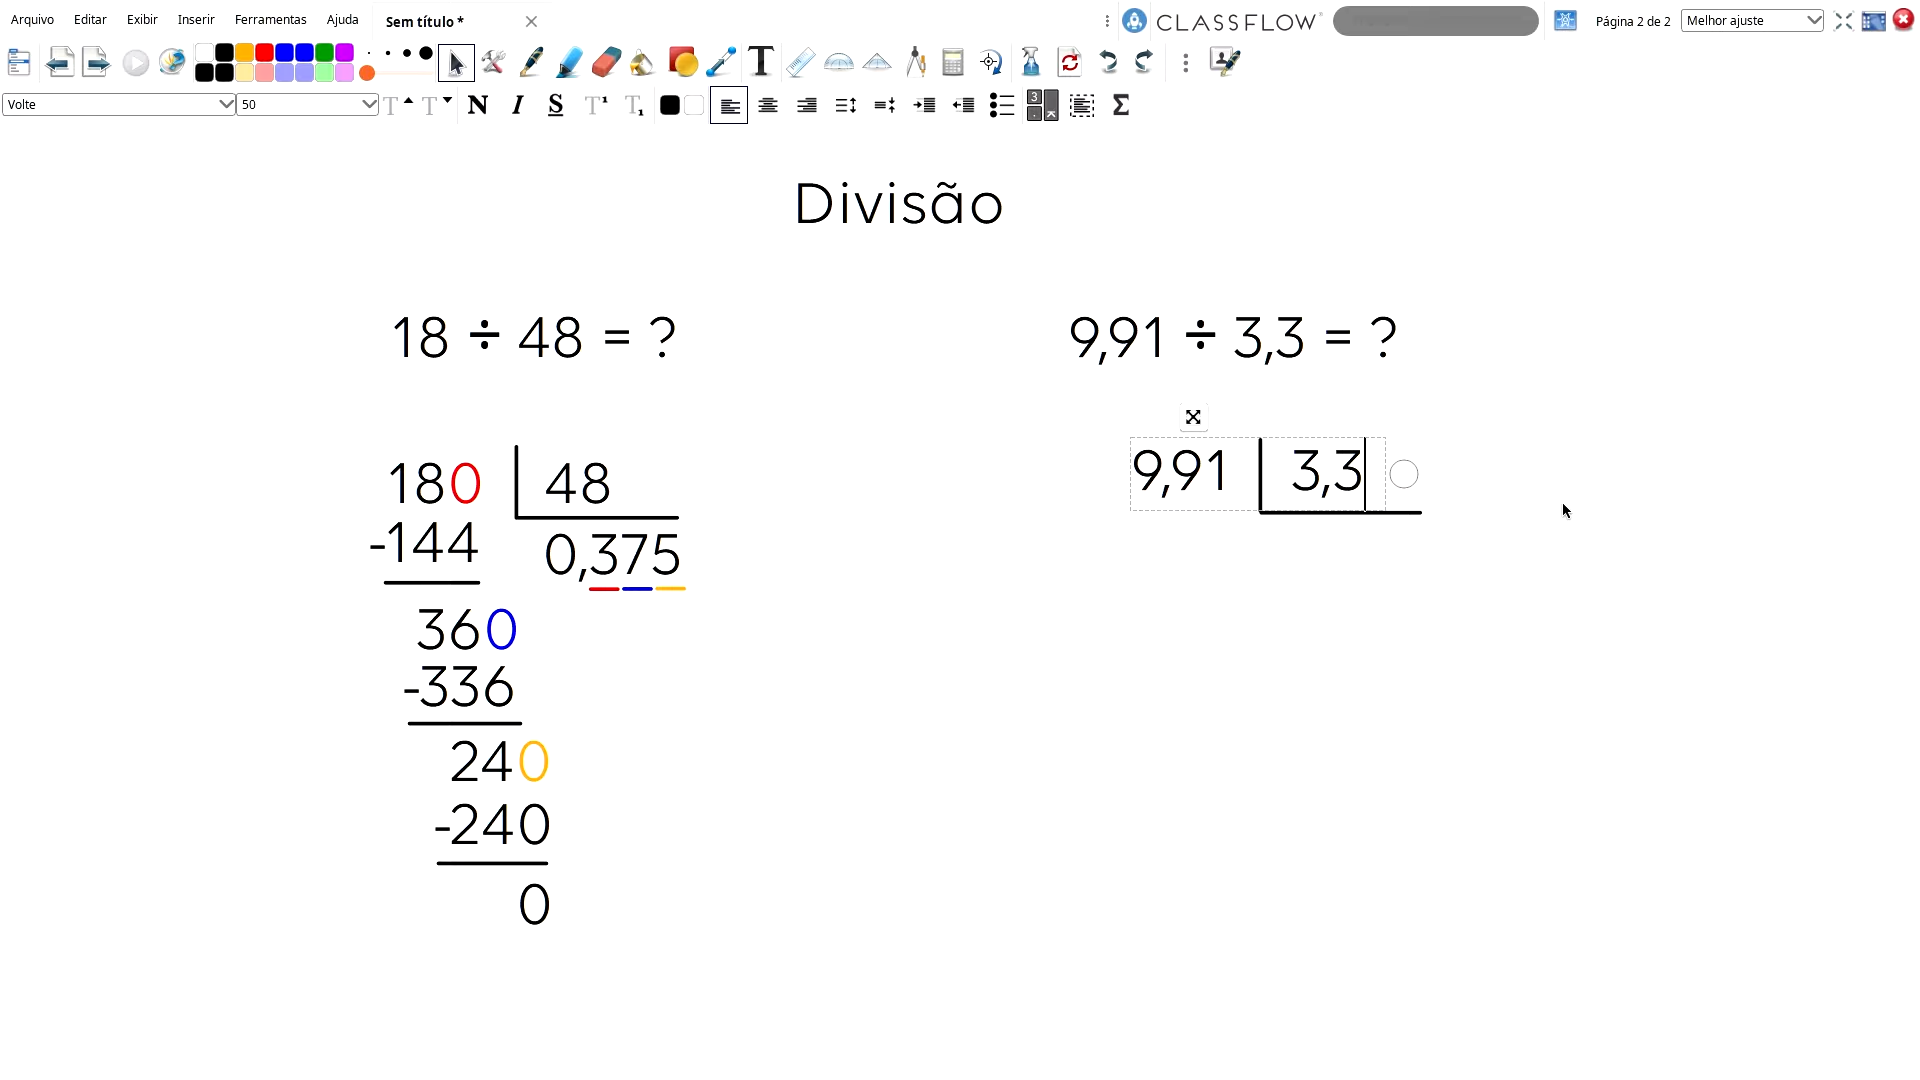 Arquivo Editar Exibir Inserir Ferramentas Ajuda Sem título * CLASSFLOW Página 2 de 2 Melhor ajuste
Volte 50 N I S
Divisão
18 ÷ 48 = ?
180 48
-144 0,375
360
-336
240
-240
0
9,91 ÷ 3,3 = ?
9,91 3,3